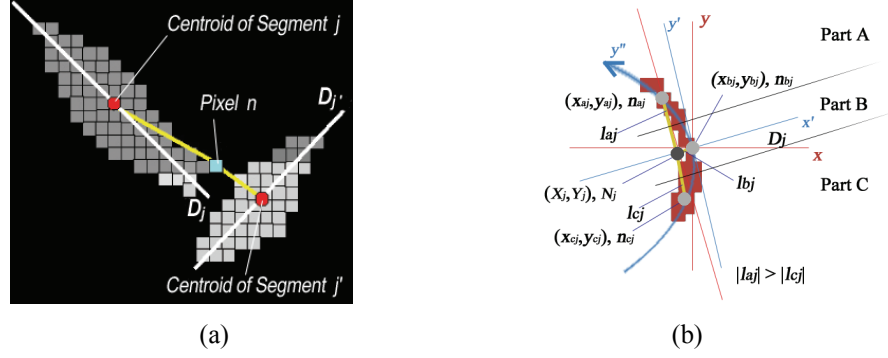 Centroid of Segment j
Pixel n
Dj'
Dj
Centroid of Segment j'
(a)
y'
y
Part A
y"
(xbj,ybj), nbj
(xaj,yaj), naj
Part B
laj
x'
Dj
x
(Xj,Yj), Nj
lbj
Part C
lcj
(xcj,ycj), ncj
|laj| > |lcj|
(b)